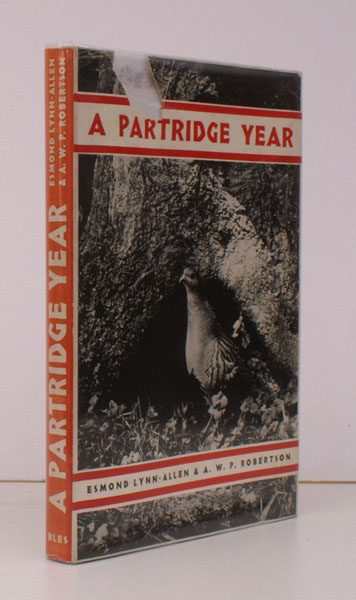 A PARTRIDGE YEAR
ESMOND LYNN-ALLEN & A. W. P. ROBERTSON
ESMOND LYNN-ALLEN
& A. W. P. ROBERTSON
A PARTRIDGE YEAR
BLES